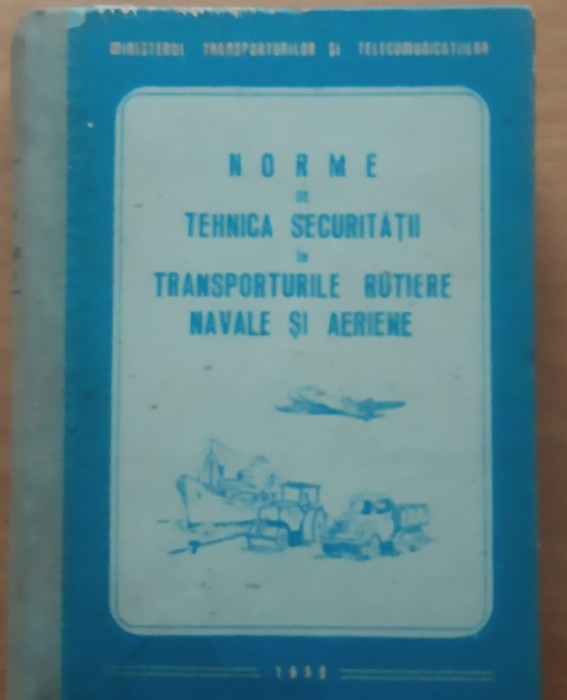 MINISTERUL TRANSPORTURILOR ŞI TELECOMUNICAŢIILOR
NORME
DE
TEHNICA SECURITĂŢII
în
TRANSPORTURILE RUTIERE
NAVALE ŞI AERIENE